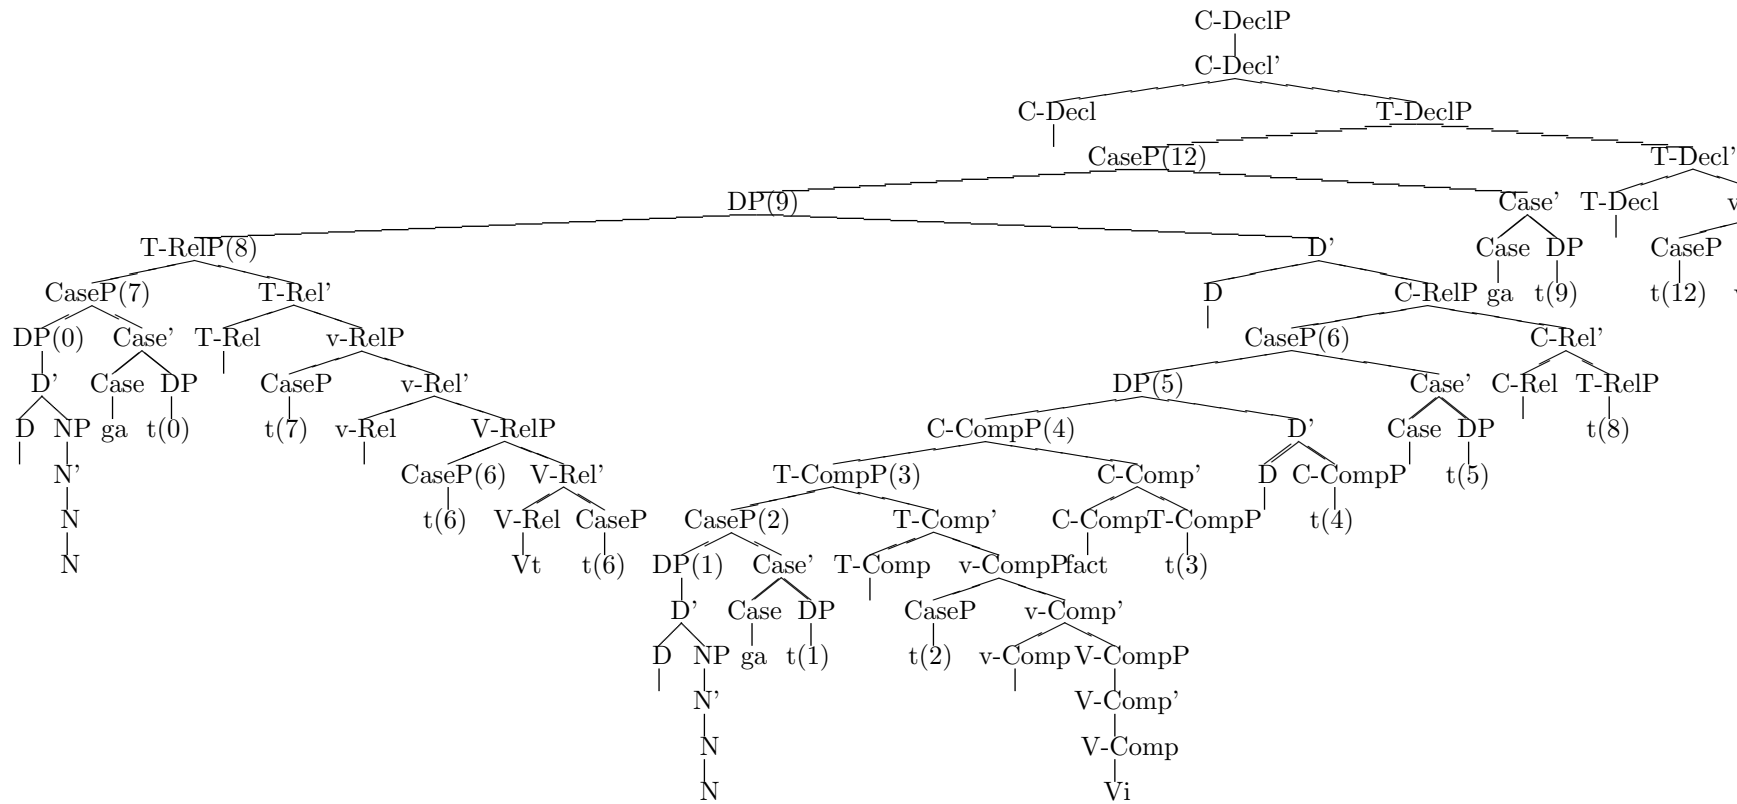 C-DeclP
C-Decl'
C-Decl T-DeclP
CaseP(12) T-Decl'
DP(9) Case' T-Decl
T-RelP(8) D' Case DP CaseP
CaseP(7) T-Rel' D C-RelP ga t(9) t(12)
DP(0) Case' T-Rel v-RelP CaseP(6) C-Rel'
D' Case DP CaseP v-Rel' DP(5) Case' C-Rel T-RelP
D NP ga t(0) t(7) v-Rel V-RelP C-CompP(4) D' Case DP t(8)
N' CaseP(6) V-Rel' T-CompP(3) C-Comp' D C-CompP t(5)
N t(6) V-Rel CaseP CaseP(2) T-Comp' C-Comp T-CompP t(4)
N Vt t(6) DP(1) Case' T-Comp v-CompP fact t(3)
D' Case DP CaseP v-Comp'
D NP ga t(1) t(2) v-Comp V-CompP
N' V-Comp'
N V-Comp
N Vi